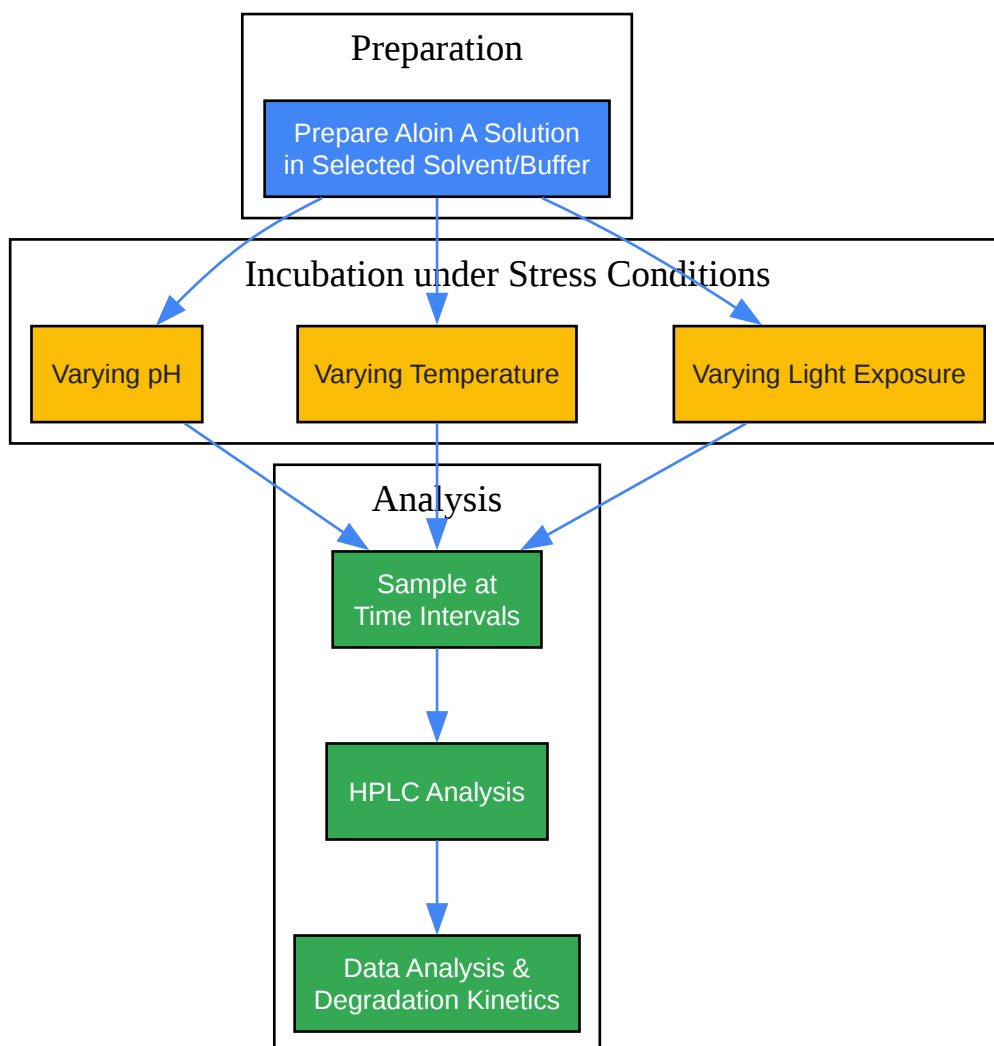 Preparation
Prepare Aloin A Solution
in Selected Solvent/Buffer
Incubation under Stress Conditions
Varying pH
Varying Temperature
Varying Light Exposure
Analysis
Sample at
Time Intervals
HPLC Analysis
Data Analysis &
Degradation Kinetics